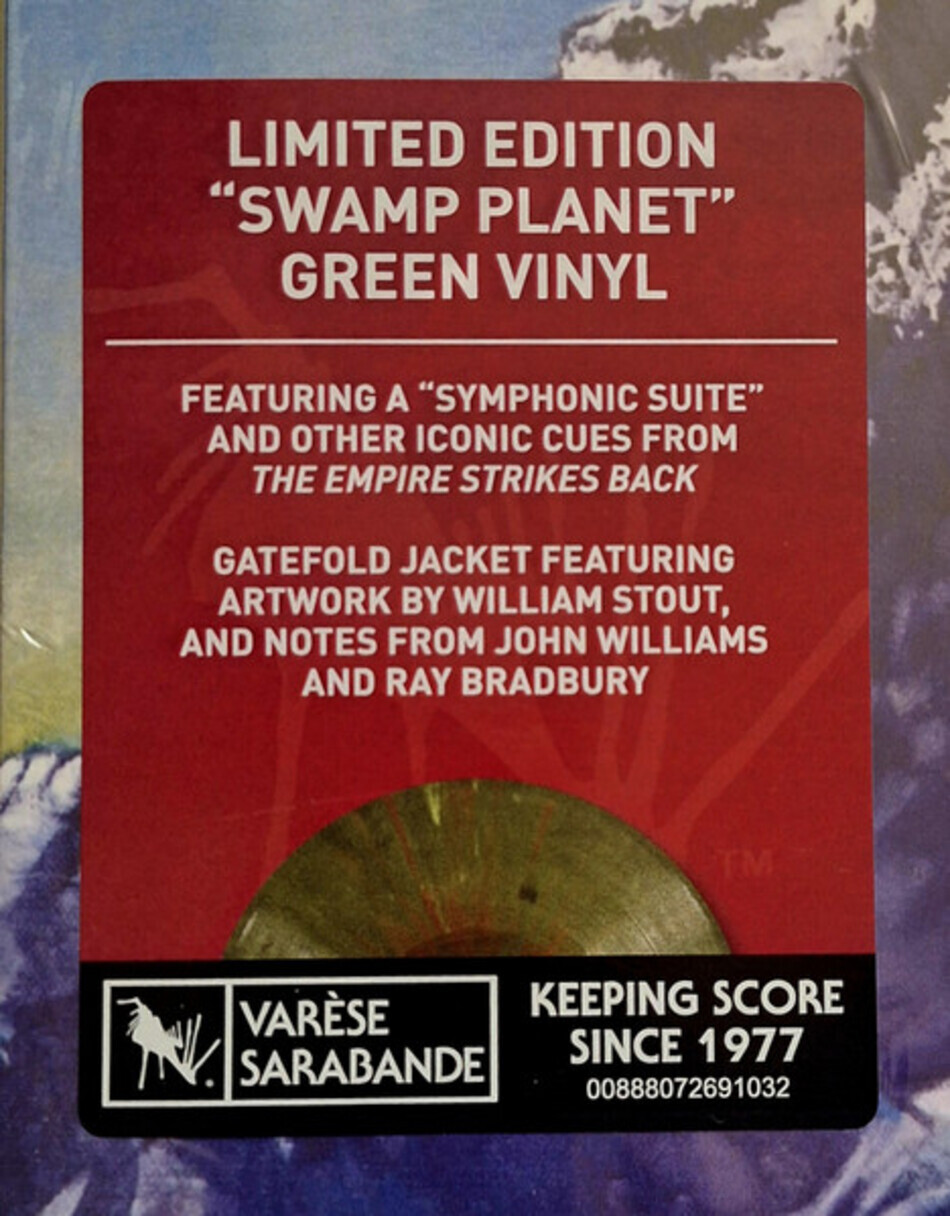 LIMITED EDITION
“SWAMP PLANET”
GREEN VINYL
FEATURING A “SYMPHONIC SUITE”
AND OTHER ICONIC CUES FROM
THE EMPIRE STRIKES BACK
GATEFOLD JACKET FEATURING
ARTWORK BY WILLIAM STOUT,
AND NOTES FROM JOHN WILLIAMS
AND RAY BRADBURY
TM
VARÈSE
SARABANDE
KEEPING SCORE
SINCE 1977
00888072691032